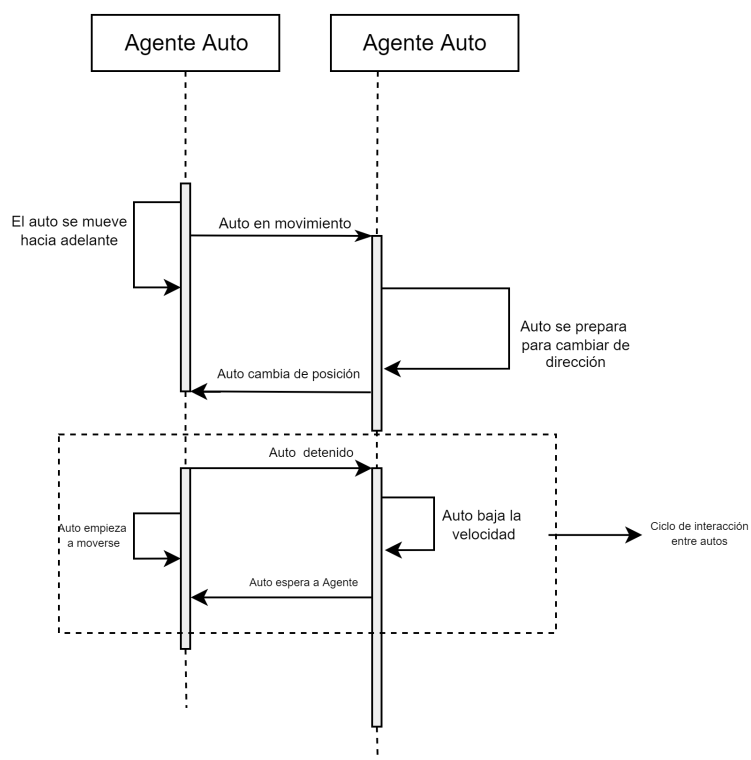 Agente Auto
Agente Auto
El auto se mueve
hacia adelante
Auto en movimiento
Auto se prepara
para cambiar de
dirección
Auto cambia de posición
Auto  detenido
Auto empieza
a moverse
Auto baja la
velocidad
Ciclo de interacción
entre autos
Auto espera a Agente